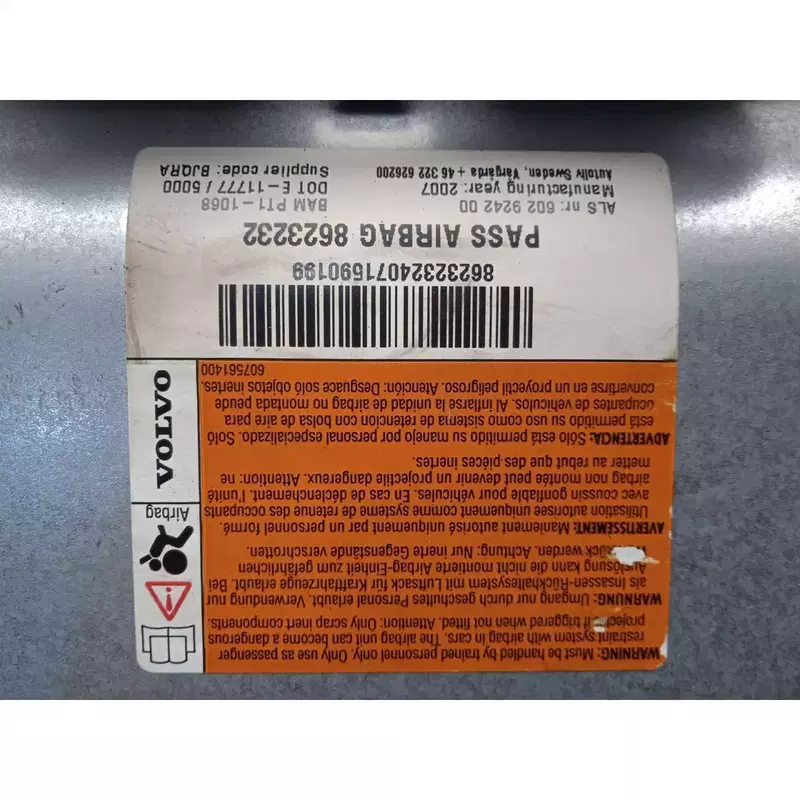 WARNING: Must be handled by trained personnel only. Only use as passenger
restraint system with airbag in cars. The airbag unit can become a dangerous
projectile if triggered when not fitted. Attention: Only scrap inert components.
WARNUNG: Umgang nur durch geschultes Personal erlaubt. Verwendung nur
als Insassen-Rückhaltesystem mit Luftsack für Kraftfahrzeuge erlaubt. Bei
Auslösung kann die nicht montierte Airbag-Einheit zum gefährlichen
werden. Achtung: Nur inerte Gegenstände verschrotten
AVERTISSEMENT: Maniement autorisé uniquement par un personnel formé.
Utilisation autorisée uniquement comme système de retenue des occupants
avec coussin gonflable pour véhicules. En cas de déclenchement, l'unité
airbag non montée peut devenir un projectile dangereux. Attention: ne
metter au rebut que des pièces inertes.
ADVERTENCIA: Sólo está permitido su manejo por personal especializado. Soló
está permitido su uso como sistema de retención con bolsa de aire para
ocupantes de vehículos. Al inflarse la unidad de airbag no montada peude
convertirse en un proyectil peligroso. Atención: Desguace soló objetos inertes.
607561400
Airbag
VOLVO
86232324071590199
PASS AIRBAG 8623232
ALS nr: 602 9242 00
BAM PT1-1068
Manufacturing year: 2007
DOT E-11777 / 5000
Autoliv Sweden, Vårgårda + 46 322 626200
Supplier code: BJQRA